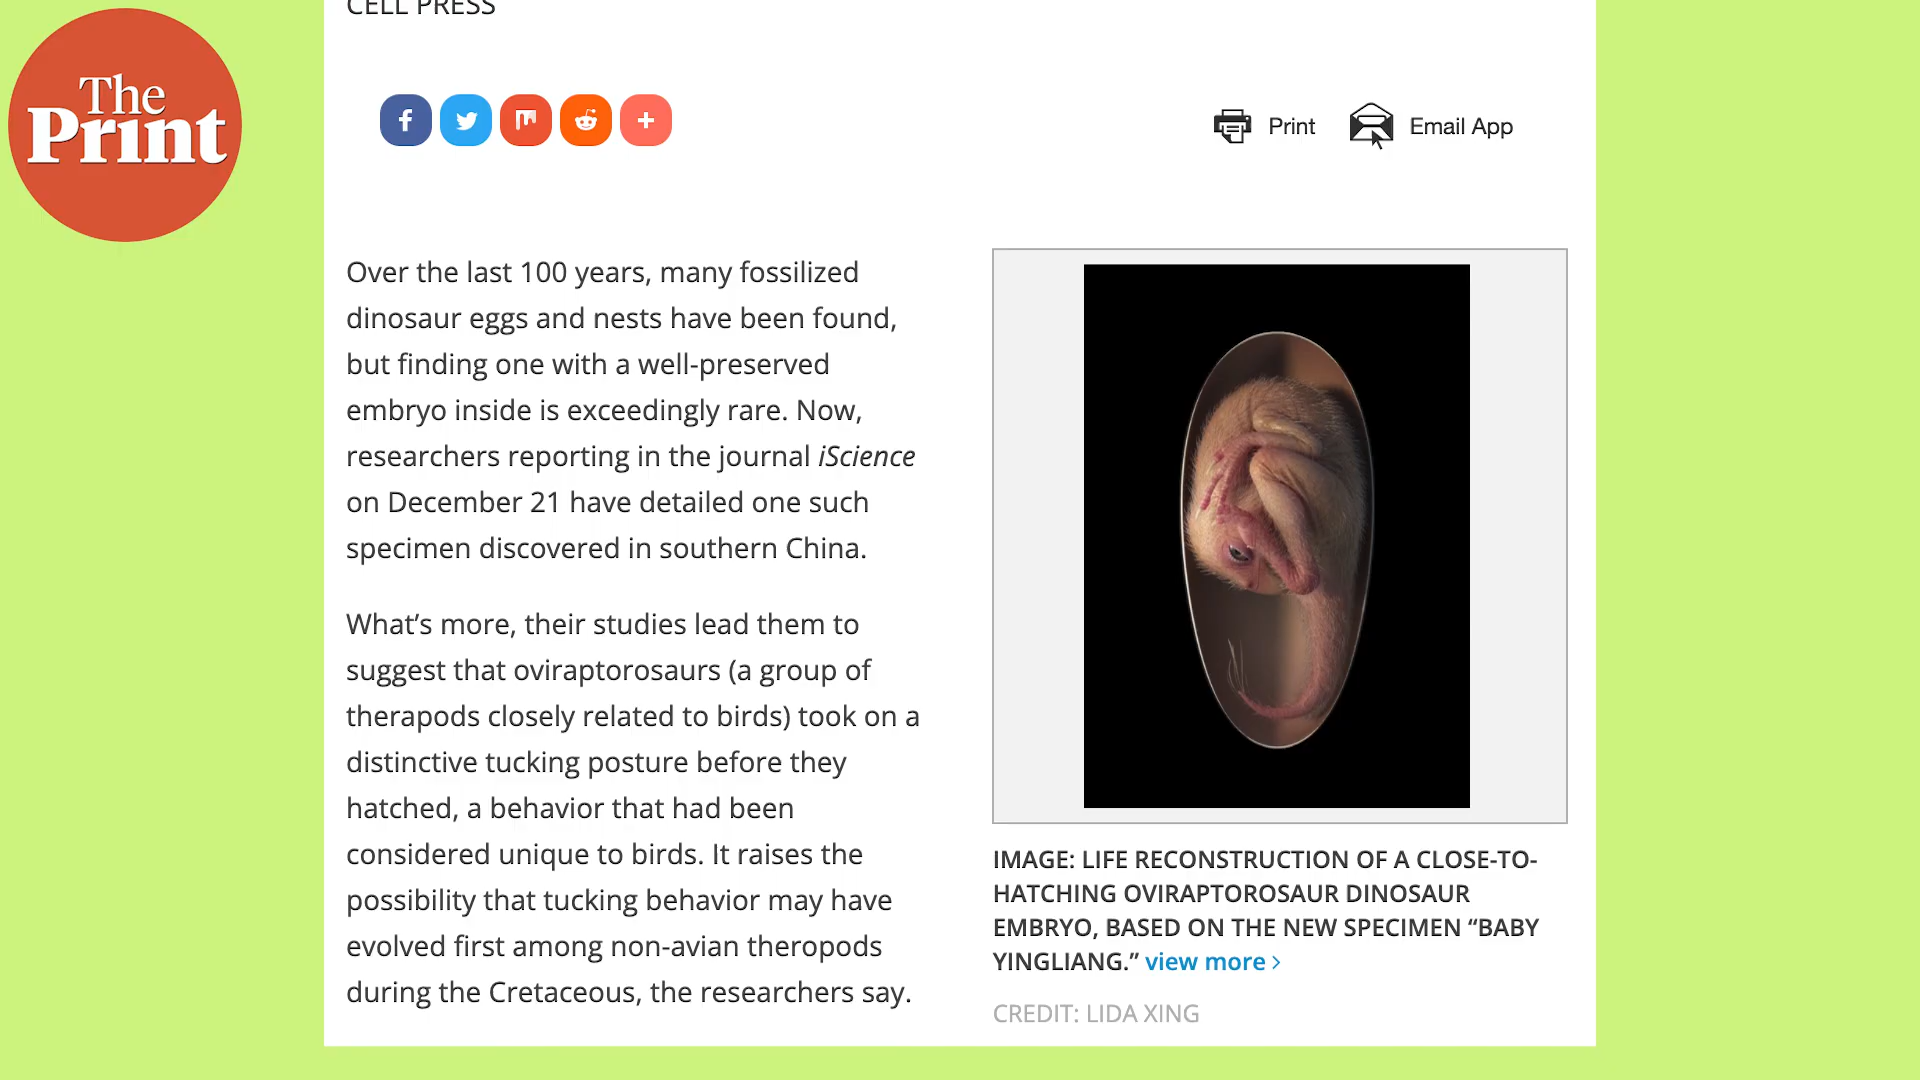 The
Print
CELL PRESS
Print
Email App
Over the last 100 years, many fossilized
dinosaur eggs and nests have been found,
but finding one with a well-preserved
embryo inside is exceedingly rare. Now,
researchers reporting in the journal iScience
on December 21 have detailed one such
specimen discovered in southern China.
What’s more, their studies lead them to
suggest that oviraptorosaurs (a group of
therapods closely related to birds) took on a
distinctive tucking posture before they
hatched, a behavior that had been
considered unique to birds. It raises the
possibility that tucking behavior may have
evolved first among non-avian theropods
during the Cretaceous, the researchers say.
IMAGE: LIFE RECONSTRUCTION OF A CLOSE-TO-
HATCHING OVIRAPTOROSAUR DINOSAUR
EMBRYO, BASED ON THE NEW SPECIMEN “BABY
YINGLIANG.” view more >
CREDIT: LIDA XING